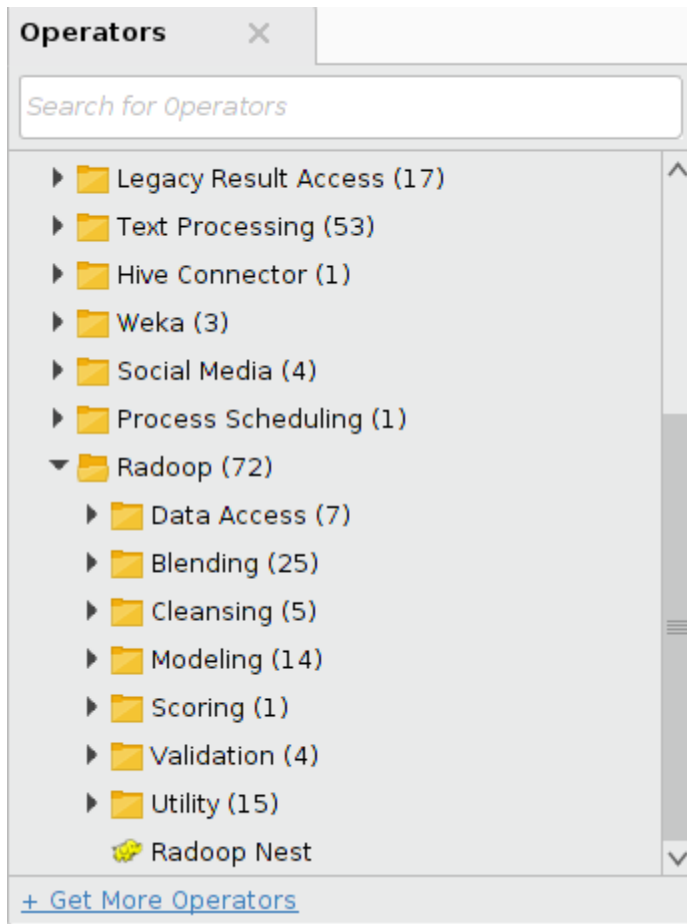 Operators
Search for Operators
Legacy Result Access (17)
Text Processing (53)
Hive Connector (1)
Weka (3)
Social Media (4)
Process Scheduling (1)
Radoop (72)
Data Access (7)
Blending (25)
Cleansing (5)
Modeling (14)
Scoring (1)
Validation (4)
Utility (15)
Radoop Nest
+ Get More Operators